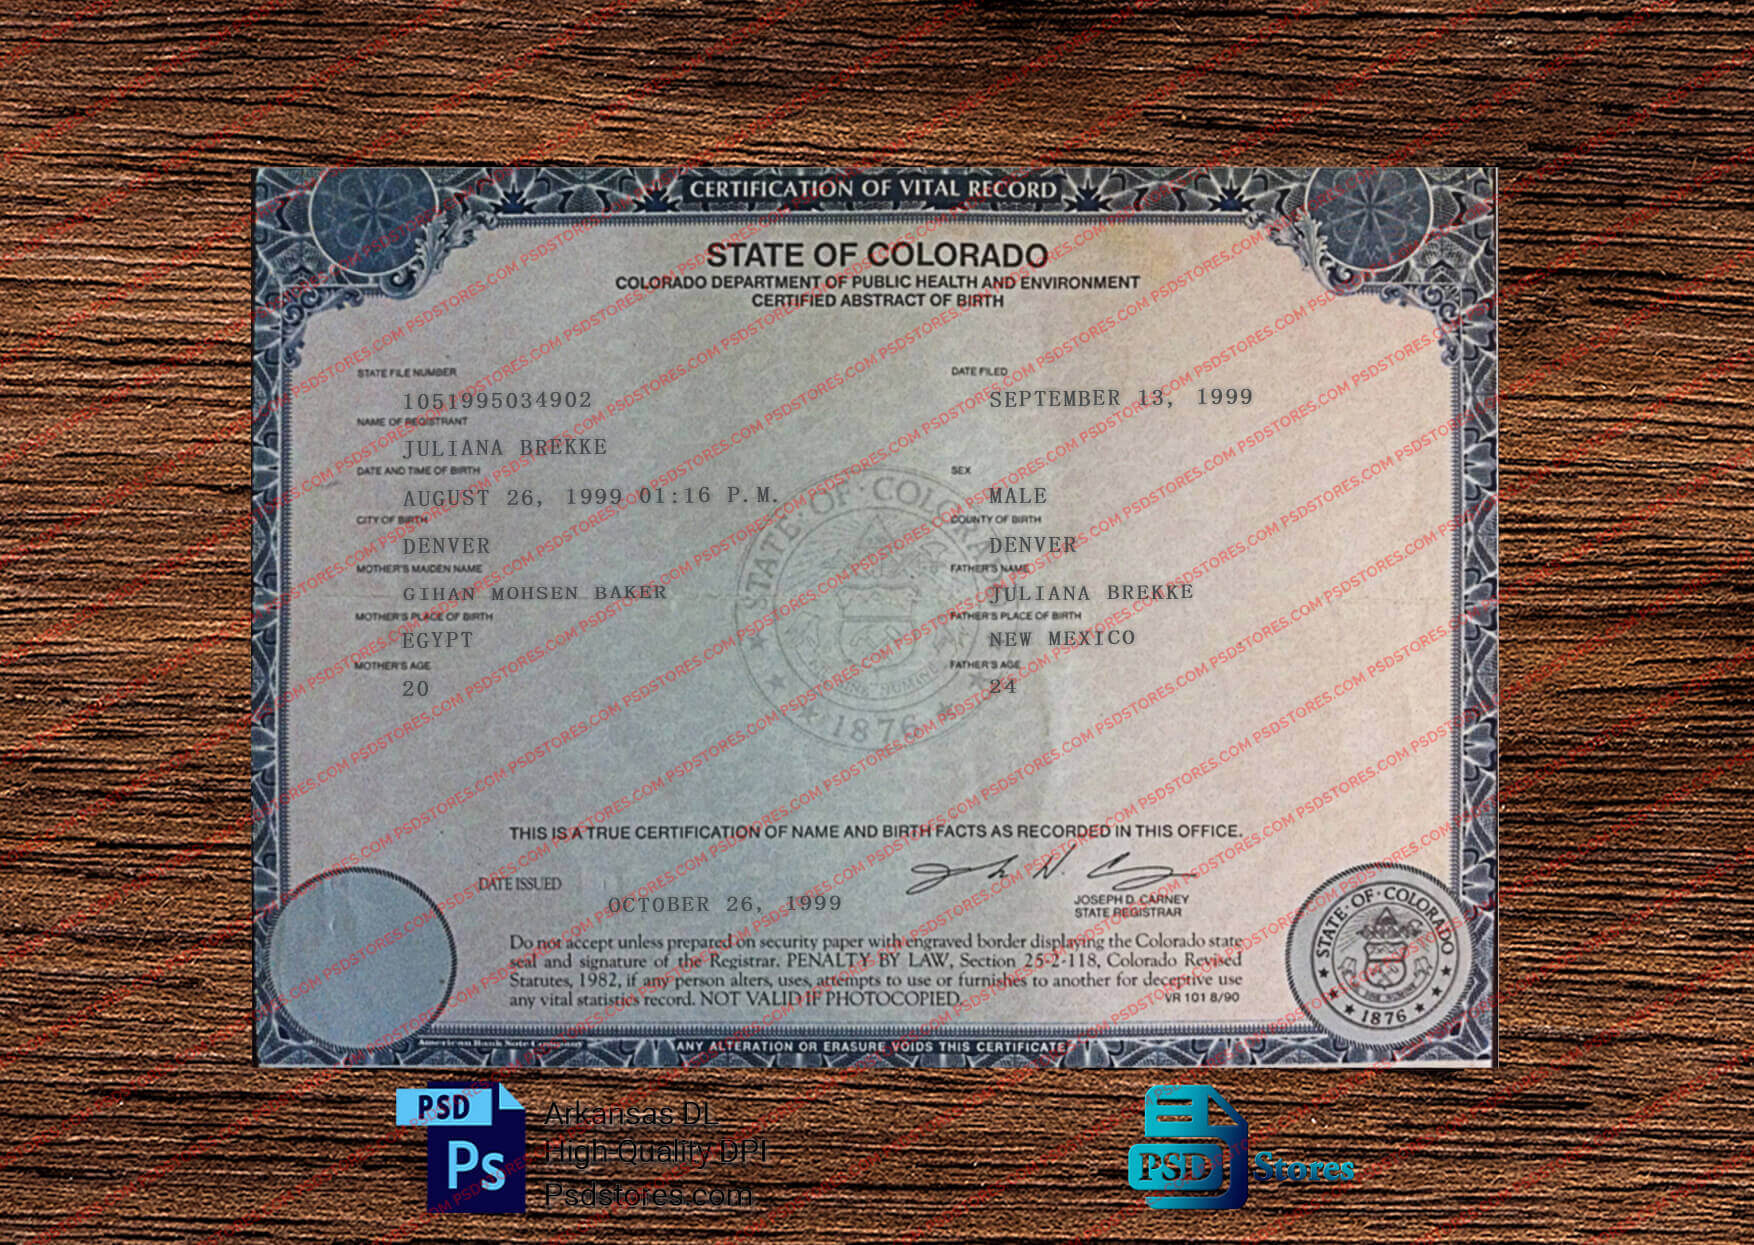 CERTIFICATION OF VITAL RECORD
STATE OF COLORADO
COLORADO DEPARTMENT OF PUBLIC HEALTH AND ENVIRONMENT
CERTIFIED ABSTRACT OF BIRTH
STATE FILE NUMBER DATE FILED
1051995034902 SEPTEMBER 13, 1999
NAME OF REGISTRANT
JULIANA BREKKE
DATE AND TIME OF BIRTH SEX
AUGUST 26, 1999 01:16 P.M. MALE
CITY OF BIRTH COUNTY OF BIRTH
DENVER DENVER
MOTHER'S MAIDEN NAME FATHER'S NAME
GIHAN MOHSEN BAKER JULIANA BREKKE
MOTHER'S PLACE OF BIRTH FATHER'S PLACE OF BIRTH
EGYPT NEW MEXICO
MOTHER'S AGE FATHER'S AGE
20 24
STATE·OF·COLORADO
1876
THIS IS A TRUE CERTIFICATION OF NAME AND BIRTH FACTS AS RECORDED IN THIS OFFICE.
DATE ISSUED
OCTOBER 26, 1999
JOSEPH D. CARNEY
STATE REGISTRAR
Do not accept unless prepared on security paper with engraved border displaying the Colorado state
seal and signature of the Registrar. PENALTY BY LAW, Section 25-2-118, Colorado Revised
Statutes, 1982, if any person alters, uses, attempts to use or furnishes to another for deceptive use
any vital statistics record. NOT VALID IF PHOTOCOPIED.
VR 101 8/90
STATE·OF·COLORADO
1876
American Bank Note Company
ANY ALTERATION OR ERASURE VOIDS THIS CERTIFICATE
PSD
Ps
Arkansas DL
High Quality DPI
Psdstores.com
PSD Stores
PSDSTORES.COM